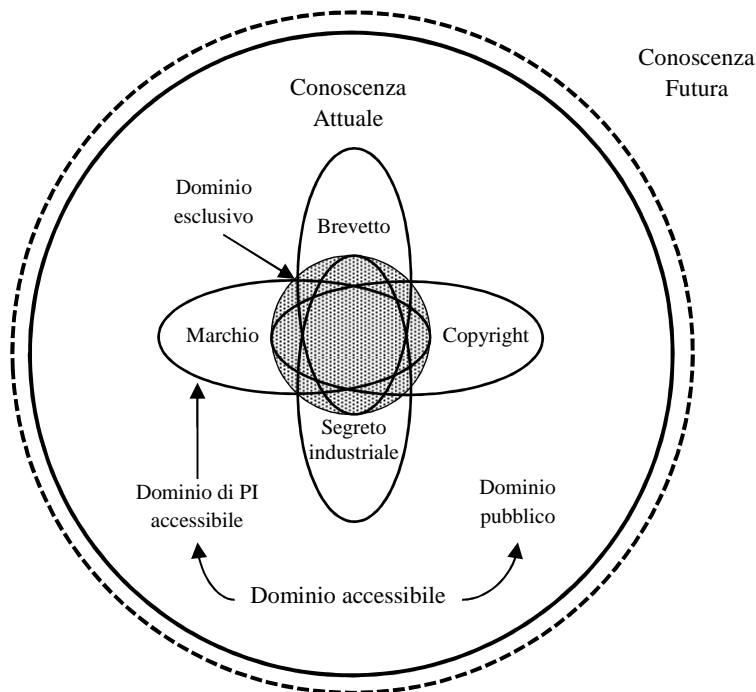 Conoscenza
Futura
Conoscenza
Attuale
Dominio
esclusivo
Brevetto
Marchio
Copyright
Segreto
industriale
Dominio di PI
accessibile
Dominio
pubblico
Dominio accessibile